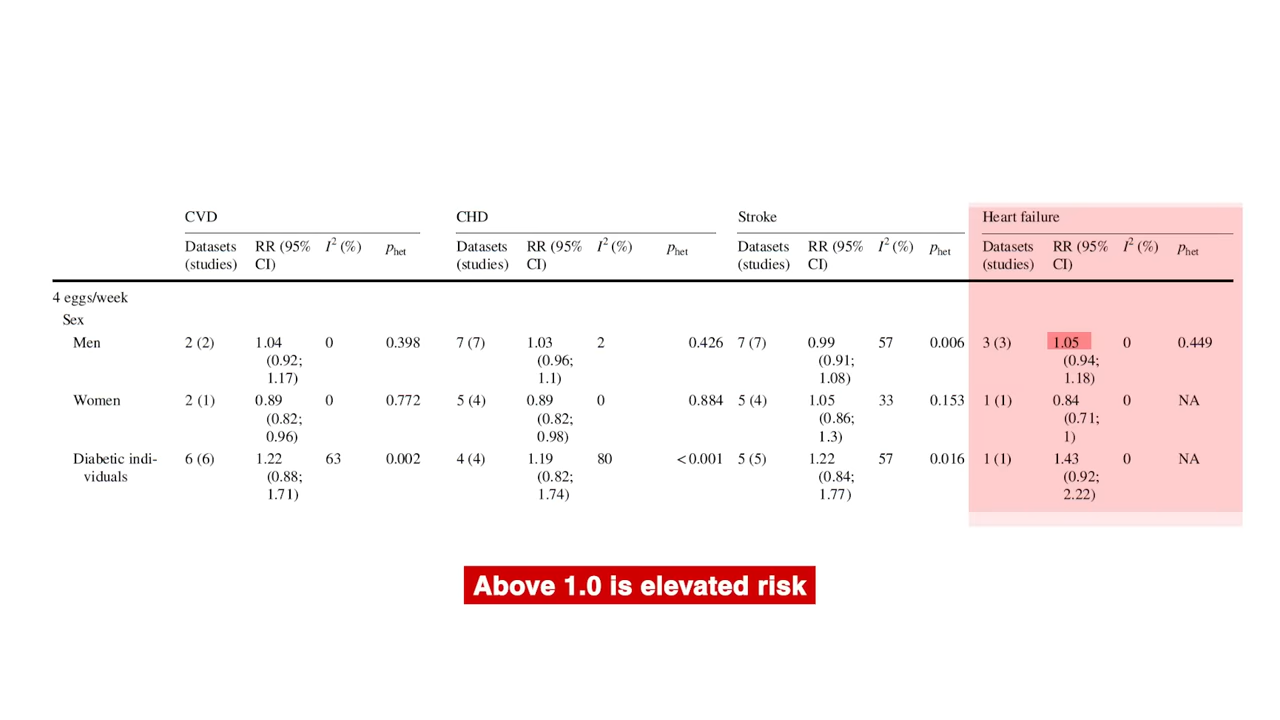 CVD CHD Stroke Heart failure
Datasets (studies) RR (95% CI) I² (%) phet Datasets (studies) RR (95% CI) I² (%) phet Datasets (studies) RR (95% CI) I² (%) phet Datasets (studies) RR (95% CI) I² (%) phet
4 eggs/week
Sex
Men 2 (2) 1.04 (0.92; 1.17) 0 0.398 7 (7) 1.03 (0.96; 1.1) 2 0.426 7 (7) 0.99 (0.91; 1.08) 57 0.006 3 (3) 1.05 (0.94; 1.18) 0 0.449
Women 2 (1) 0.89 (0.82; 0.96) 0 0.772 5 (4) 0.89 (0.82; 0.98) 0 0.884 5 (4) 1.05 (0.86; 1.3) 33 0.153 1 (1) 0.84 (0.71; 1) 0 NA
Diabetic indi-viduals 6 (6) 1.22 (0.88; 1.71) 63 0.002 4 (4) 1.19 (0.82; 1.74) 80 <0.001 5 (5) 1.22 (0.84; 1.77) 57 0.016 1 (1) 1.43 (0.92; 2.22) 0 NA
Above 1.0 is elevated risk